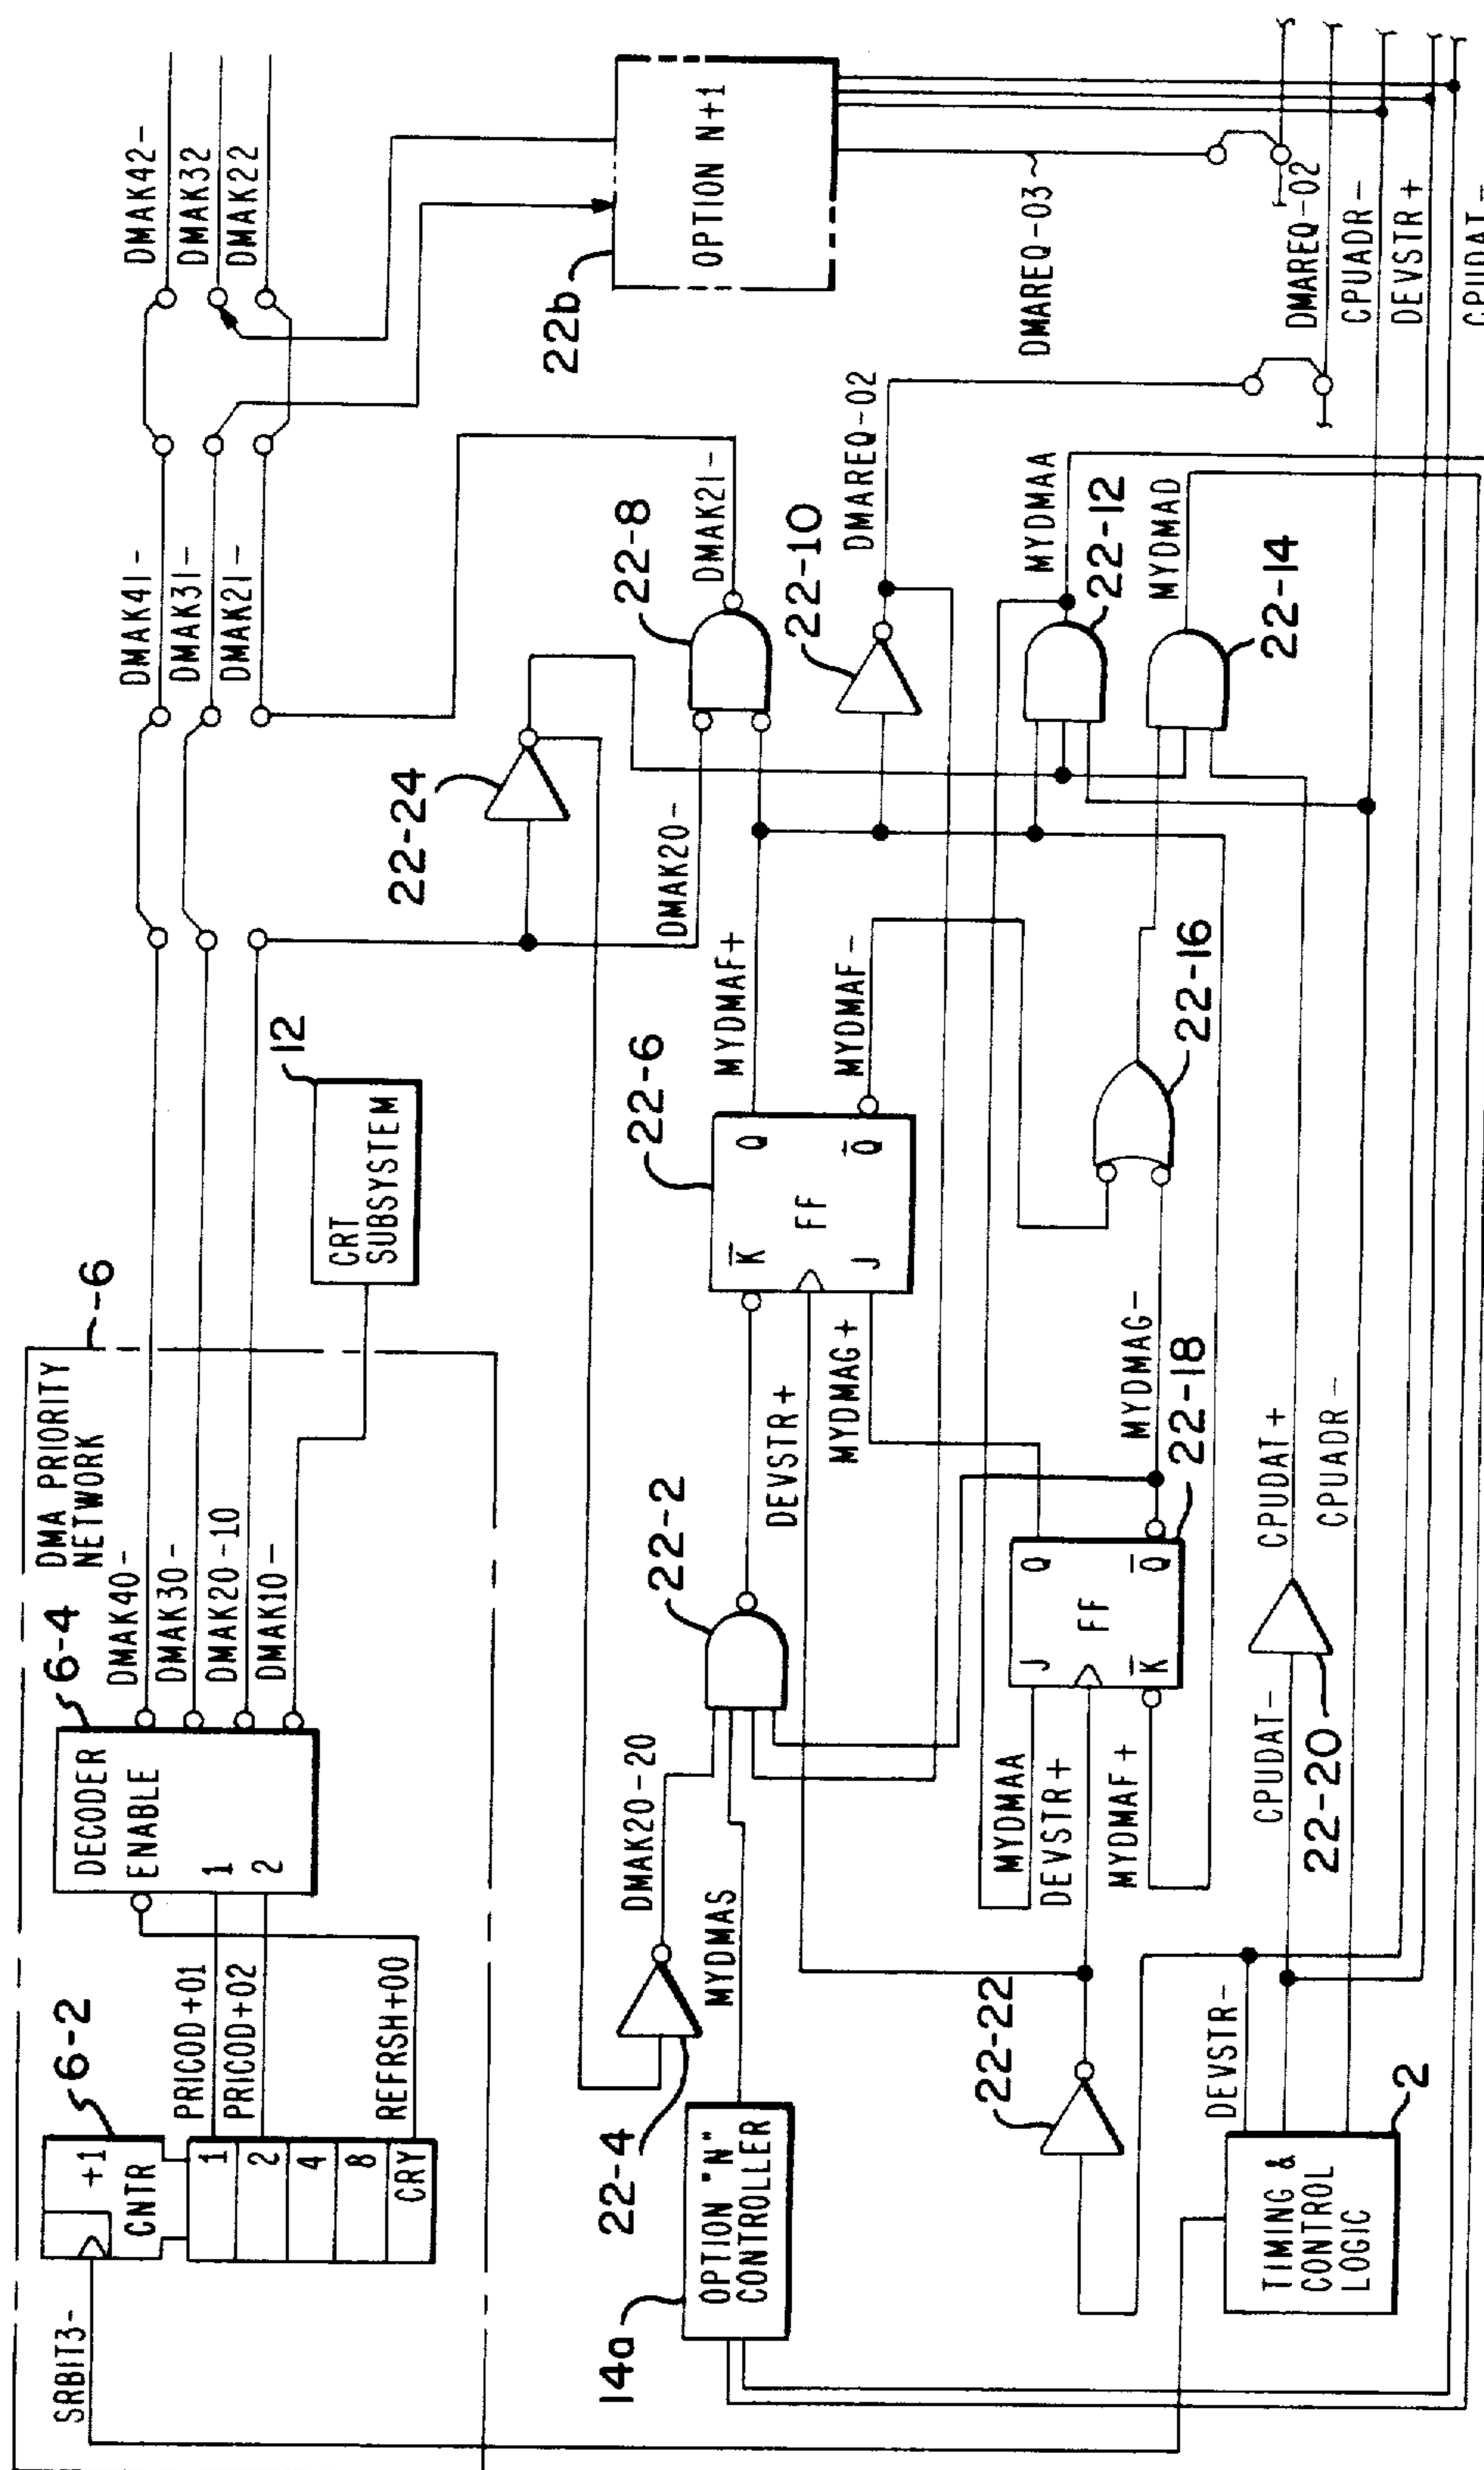 SRBIT3-
+1
CNTR
6-2
1
2
4
8
CRY
PRICOD+01
PRICOD+02
REFRSH+00
DECODER
ENABLE
1
2
6-4
DMA PRIORITY
NETWORK
6
DMAK40-
DMAK30-
DMAK20-10
DMAK10-
CRT
SUBSYSTEM
12
DMAK41-
DMAK31-
DMAK21-
DMAK42-
DMAK32
DMAK22
22b
OPTION N+1
DMAREQ-03
22-24
DMAK20-
22-8
DMAK21-
22-10
DMAREQ-02
DMAREQ-02
CPUADR-
DEVSTR+
CPUDAT-
14a
OPTION "N"
CONTROLLER
22-4
DMAK20-20
MYDMAS
22-2
DEVSTR+
MYDMAG+
K
FF
J
Q
Q
22-6
MYDMAF+
MYDMAF-
MYDMAA
22-12
MYDMAD
22-14
22-16
MYDMAA
DEVSTR+
MYDMAF+
J
FF
K
Q
Q
MYDMAG-
22-18
22-22
DEVSTR-
2
TIMING &
CONTROL
LOGIC
CPUDAT-
22-20
CPUDAT+
CPUADR-